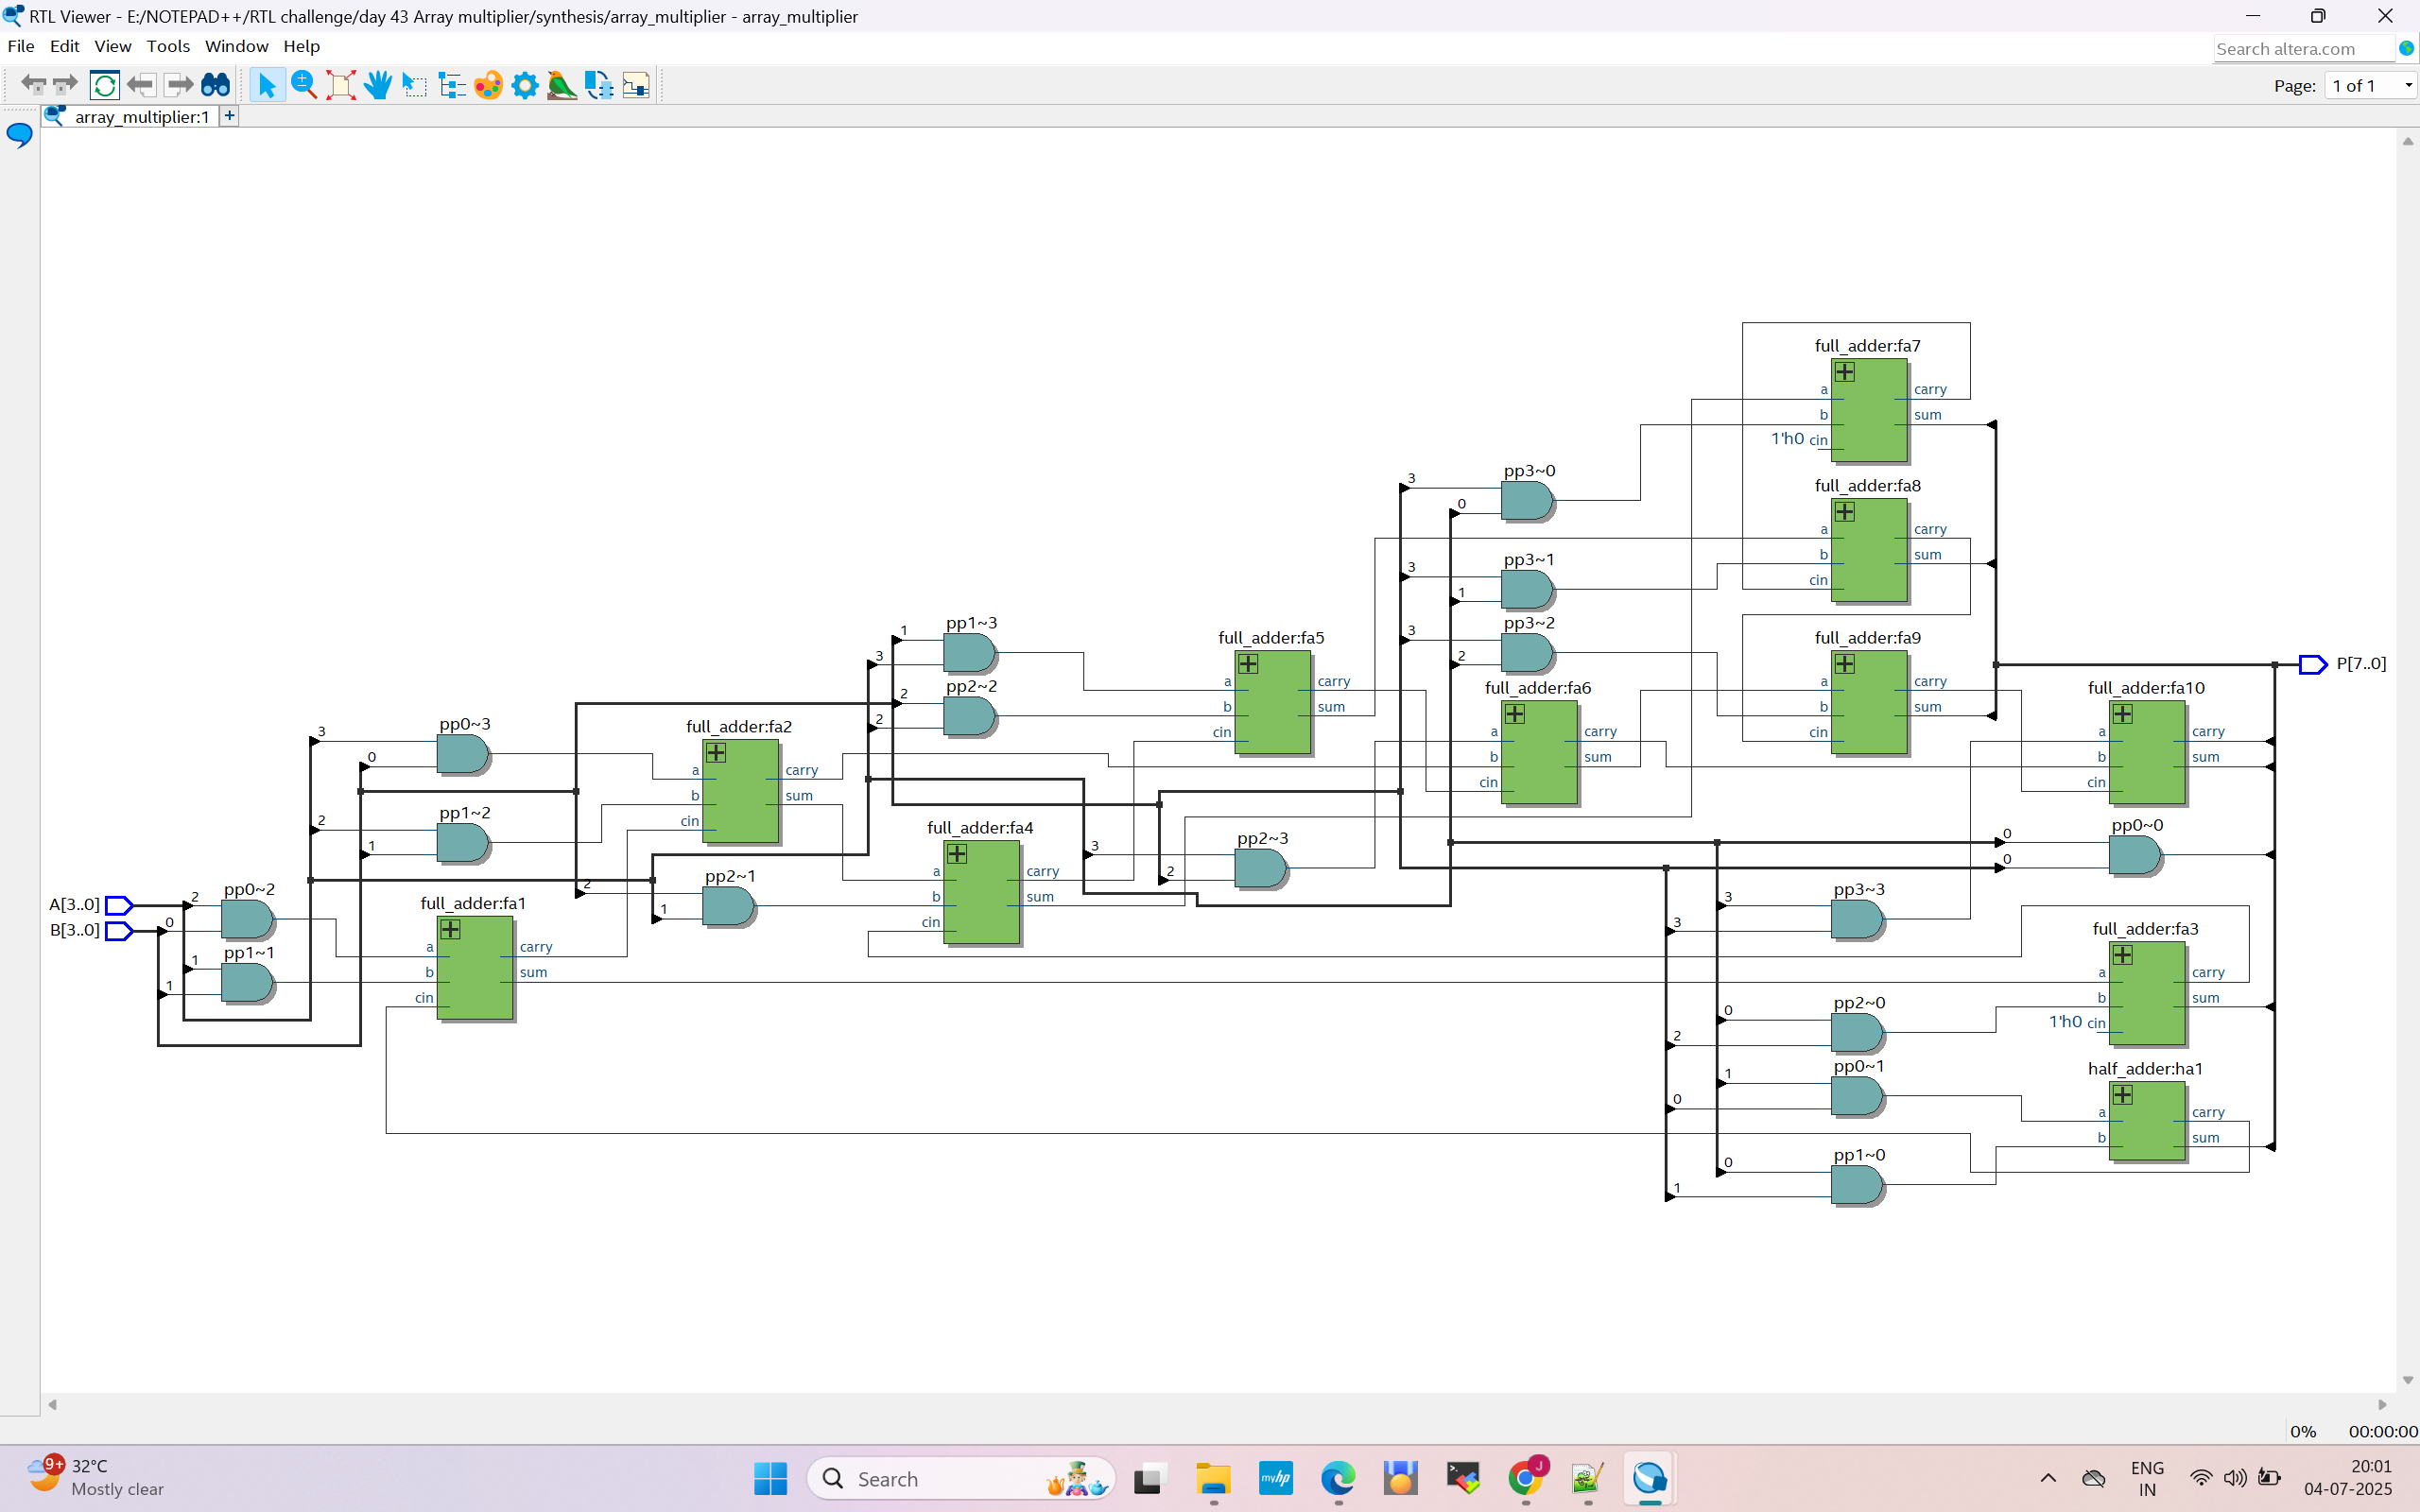 RTL Viewer - E:/NOTEPAD++/RTL challenge/day 43 Array multiplier/synthesis/array_multiplier - array_multiplier
File Edit View Tools Window Help
Search altera.com
Page: 1 of 1
array_multiplier:1 +
full_adder:fa7
a carry
b sum
1'h0 cin
pp3~0
3
0
full_adder:fa8
a carry
b sum
cin
pp3~1
3
1
pp3~2
3
2
full_adder:fa9
a carry
b sum
cin
pp1~3
1
3
pp2~2
2
2
full_adder:fa5
a carry
b sum
cin
full_adder:fa6
a carry
b sum
cin
P[7..0]
full_adder:fa10
a carry
b sum
cin
pp0~3
3
0
pp1~2
2
1
full_adder:fa2
a carry
b sum
cin
full_adder:fa4
a carry
b sum
cin
pp2~3
3
2
pp0~0
0
0
pp2~1
2
1
A[3..0]
B[3..0]
pp0~2
2
0
pp1~1
1
1
full_adder:fa1
a carry
b sum
cin
pp3~3
3
3
full_adder:fa3
a carry
b sum
1'h0 cin
pp2~0
0
2
pp0~1
1
0
half_adder:ha1
a carry
b sum
pp1~0
0
1
0% 00:00:00
9+
32°C
Mostly clear
Search
myhp
J
ENG
IN
20:01
04-07-2025